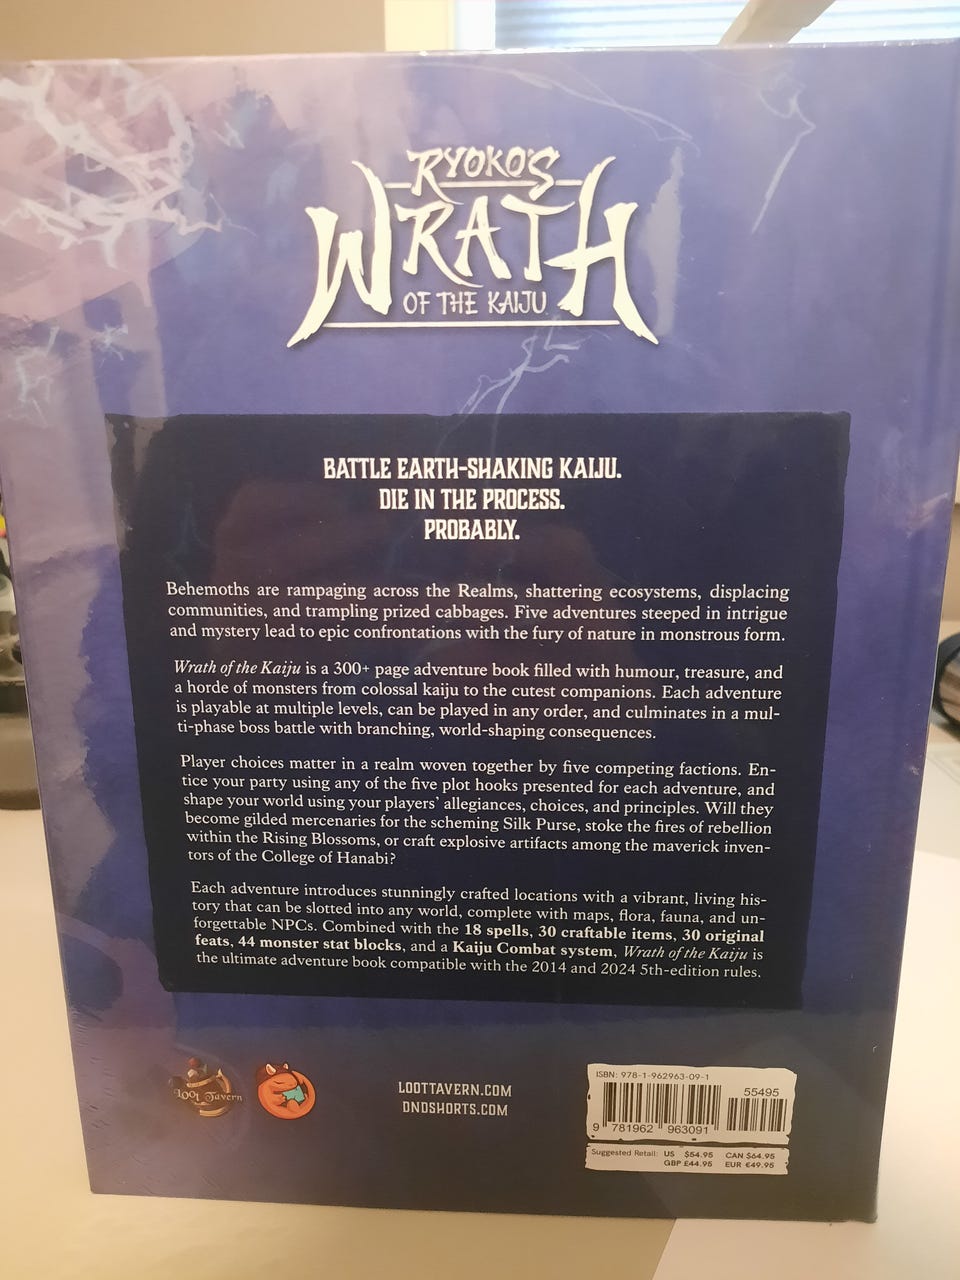 RYOKO'S
WRATH
OF THE KAIJU
BATTLE EARTH-SHAKING KAIJU.
DIE IN THE PROCESS.
PROBABLY.
Behemoths are rampaging across the Realms, shattering ecosystems, displacing
communities, and trampling prized cabbages. Five adventures steeped in intrigue
and mystery lead to epic confrontations with the fury of nature in monstrous form.
Wrath of the Kaiju is a 300+ page adventure book filled with humour, treasure, and
a horde of monsters from colossal kaiju to the cutest companions. Each adventure
is playable at multiple levels, can be played in any order, and culminates in a mul-
ti-phase boss battle with branching, world-shaping consequences.
Player choices matter in a realm woven together by five competing factions. En-
tice your party using any of the five plot hooks presented for each adventure, and
shape your world using your players' allegiances, choices, and principles. Will they
become gilded mercenaries for the scheming Silk Purse, stoke the fires of rebellion
within the Rising Blossoms, or craft explosive artifacts among the maverick inven-
tors of the College of Hanabi?
Each adventure introduces stunningly crafted locations with a vibrant, living his-
tory that can be slotted into any world, complete with maps, flora, fauna, and un-
forgettable NPCs. Combined with the 18 spells, 30 craftable items, 30 original
feats, 44 monster stat blocks, and a Kaiju Combat system, Wrath of the Kaiju is
the ultimate adventure book compatible with the 2014 and 2024 5th-edition rules.
Loot Tavern
LOOTTAVERN.COM
DNDSHORTS.COM
ISBN: 978-1-962963-09-1
55495
9 781962 963091
Suggested Retail: US $54.95 CAN $64.95
GBP £44.95 EUR €49.95